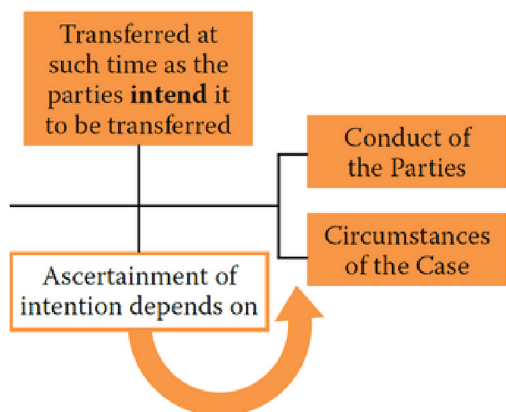 Transferred at
such time as the
parties intend it
to be transferred
Conduct of
the Parties
Circumstances
of the Case
Ascertainment of
intention depends on